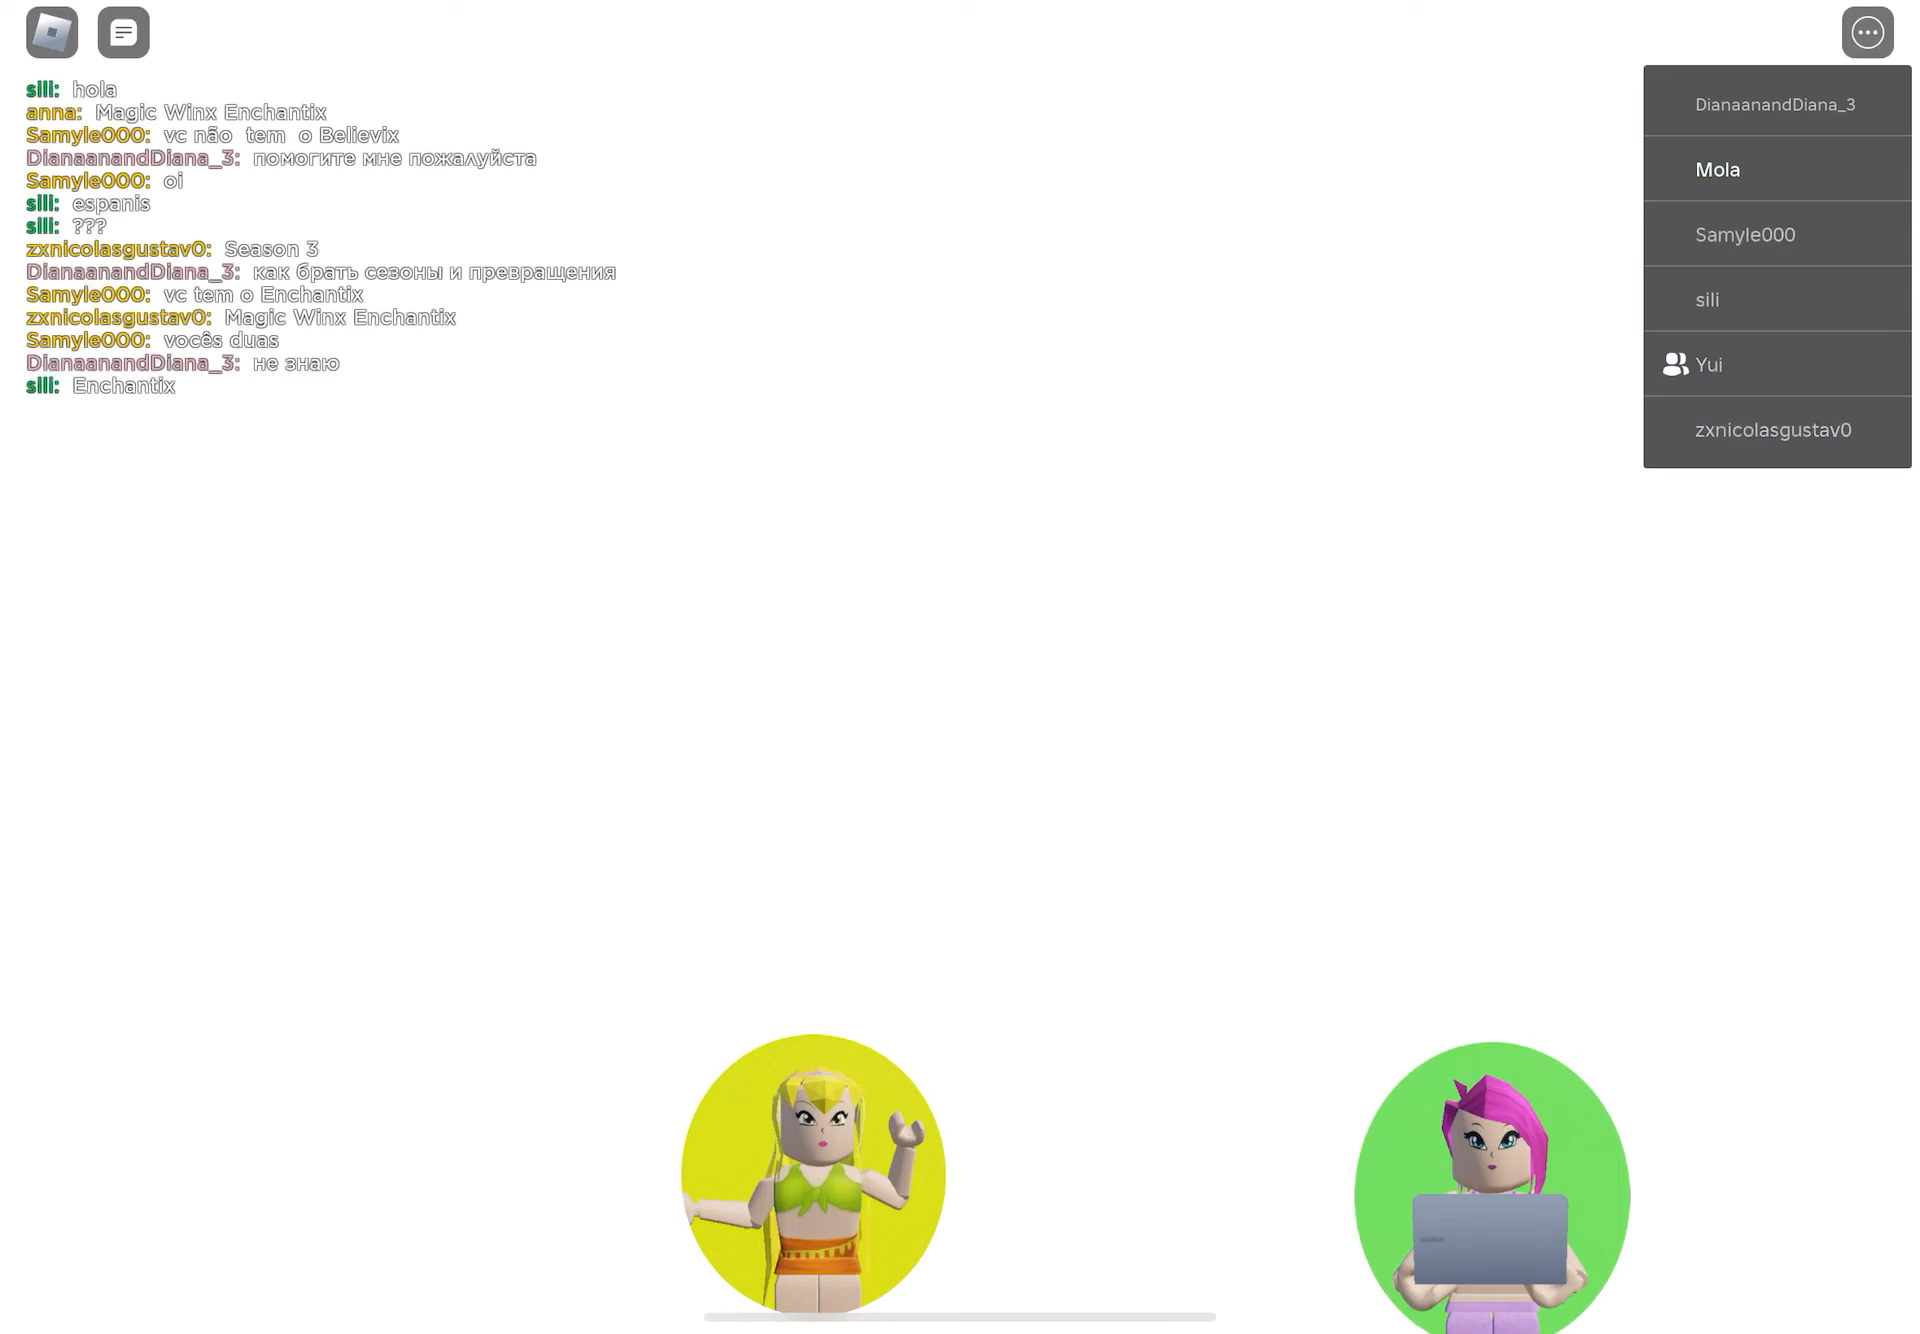 sili: hola
anna: Magic Winx Enchantix
Samyle000: vc não tem o Believix
DianaanandDiana_3: помогите мне пожалуйста
Samyle000: oi
sili: espanis
sili: ???
zxnicolasgustav0: Season 3
DianaanandDiana_3: как брать сезоны и превращения
Samyle000: vc tem o Enchantix
zxnicolasgustav0: Magic Winx Enchantix
Samyle000: vocês duas
DianaanandDiana_3: не знаю
sili: Enchantix
DianaanandDiana_3
Mola
Samyle000
sili
Yui
zxnicolasgustav0